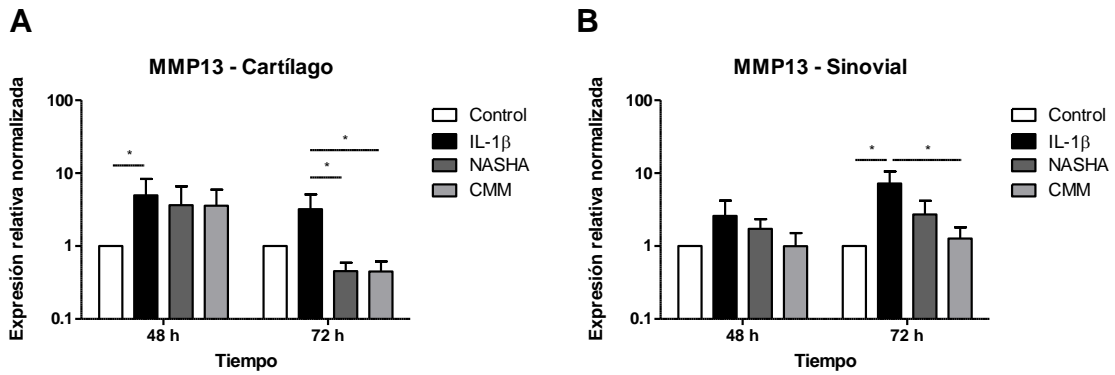 A
MMP13 - Cartílago
Expresión relativa normalizada
100
10
1
0.1
*
*
*
48 h
72 h
Tiempo
Control
IL-1β
NASHA
CMM
B
MMP13 - Sinovial
Expresión relativa normalizada
100
10
1
0.1
*
*
48 h
72 h
Tiempo
Control
IL-1β
NASHA
CMM